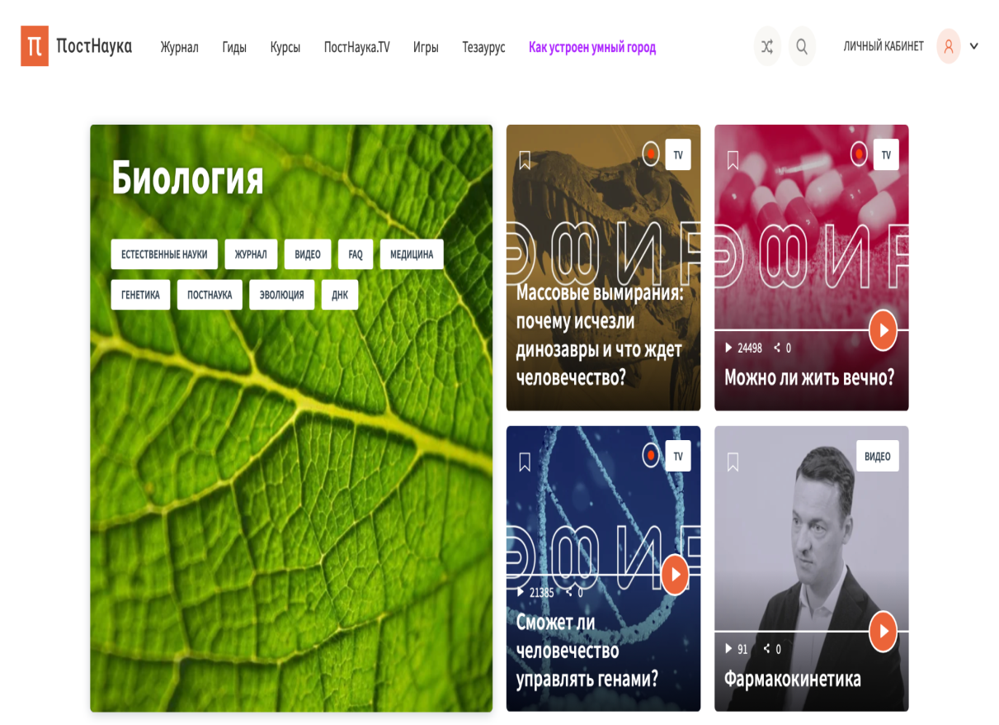 ПостНаука
Журнал Гиды Курсы ПостНаука.TV Игры Тезаурус Как устроен умный город ЛИЧНЫЙ КАБИНЕТ
Биология
ЕСТЕСТВЕННЫЕ НАУКИ ЖУРНАЛ ВИДЕО FAQ МЕДИЦИНА
ГЕНЕТИКА ПОСТНАУКА ЭВОЛЮЦИЯ ДНК
TV
ЭФИР
Массовые вымирания:
почему исчезли
динозавры и что ждет
человечество?
TV
ЭФИР
24498 0
Можно ли жить вечно?
TV
ЭФИР
21385 0
Сможет ли
человечество
управлять генами?
ВИДЕО
91 0
Фармакокинетика